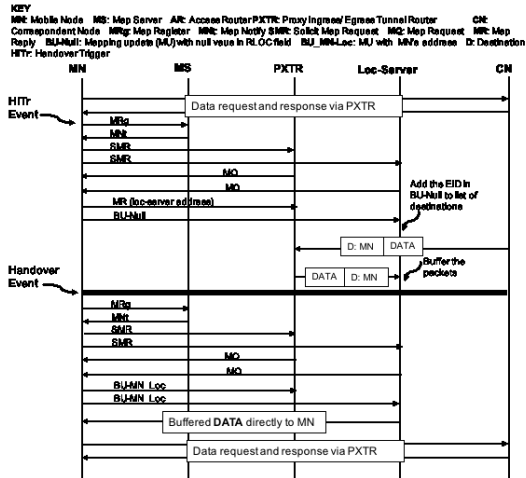 KEY
MN: Mobile Node MS: Map Server AR: Access Router PXTR: Proxy Ingress/ Egress Tunnel Router CN:
Correspondent Node MRg: Map Register MNt: Map Notify SMR: Solicit Map Request MQ: Map Request MR: Map
Reply BU-Null: Mapping update (MU) with null value in RLOC field BU_MN-Loc: MU with MN's address D: Destination
HITr: Handover Trigger
MN MS PXTR Loc-Server CN
Data request and response via PXTR
HITr
Event
MRg
MNt
SMR
SMR
MQ
MQ
Add the EID in
BU-Null to list of
destinations
MR (loc-server address)
BU-Null
D: MN DATA
DATA D: MN
Buffer the
packets
Handover
Event
MRg
MNt
SMR
SMR
MQ
MQ
BU-MN_Loc
BU-MN_Loc
Buffered DATA directly to MN
Data request and response via PXTR